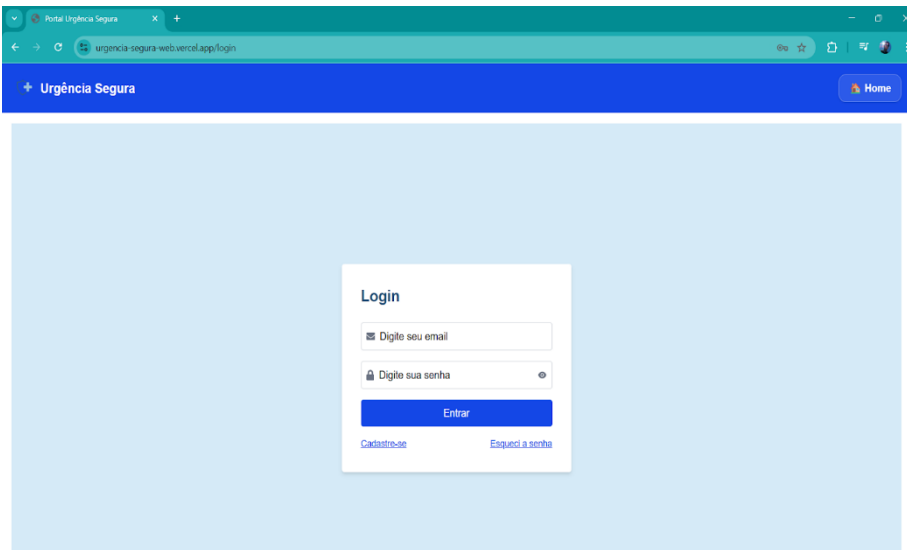 Portal Urgência Segura
urgencia-segura-web.vercel.app/login
Urgência Segura
Home
Login
Digite seu email
Digite sua senha
Entrar
Cadastre-se
Esqueci a senha